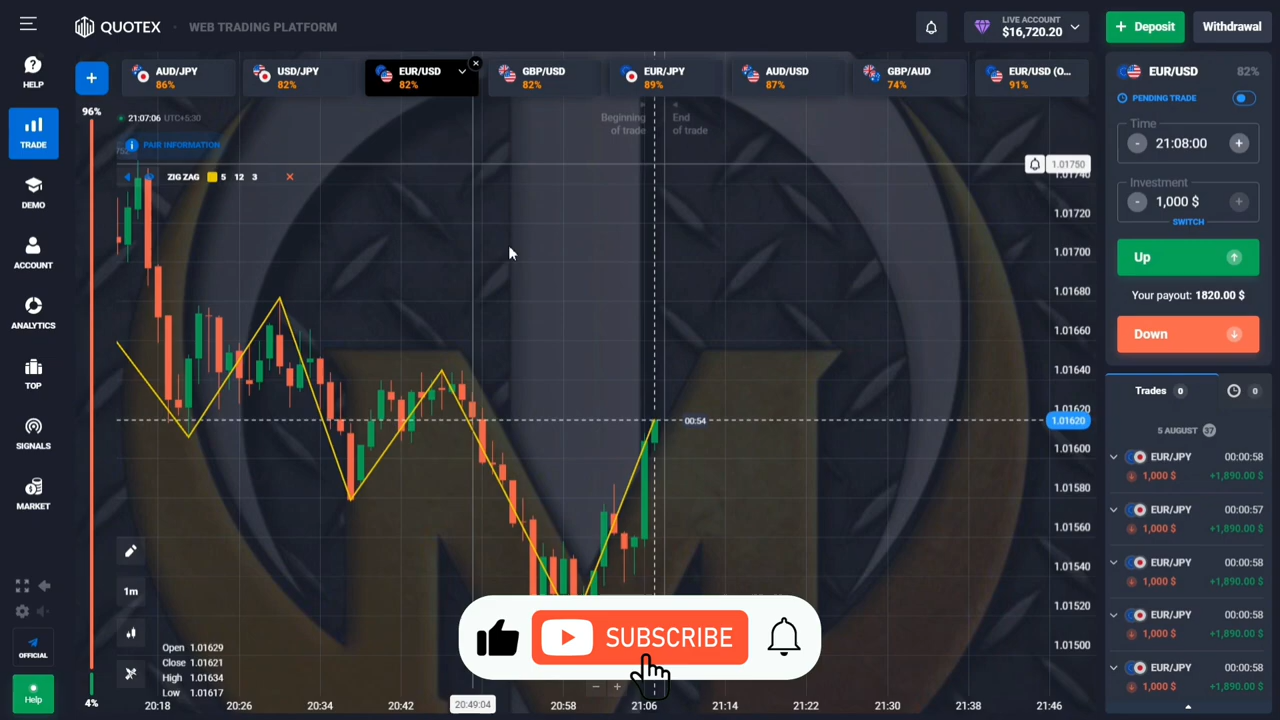 QUOTEX
WEB TRADING PLATFORM
LIVE ACCOUNT
$16,720.20
+ Deposit
Withdrawal
HELP
TRADE
DEMO
ACCOUNT
ANALYTICS
TOP
SIGNALS
MARKET
OFFICIAL
Help
+
AUD/JPY
86%
USD/JPY
82%
EUR/USD
82%
GBP/USD
82%
EUR/JPY
89%
AUD/USD
87%
GBP/AUD
74%
EUR/USD (O...
91%
96%
21:07:06 UTC+5:30
PAIR INFORMATION
ZIG ZAG 5 12 3
Beginning
of trade
End
of trade
1.01750
1.01740
1.01720
1.01700
1.01680
1.01660
1.01640
1.01620
1.01620
1.01600
1.01580
1.01560
1.01540
1.01520
1.01500
00:54
1m
Open 1.01629
Close 1.01621
High 1.01634
Low 1.01617
4%
20:18
20:26
20:34
20:42
20:49:04
20:58
21:06
21:14
21:22
21:30
21:38
21:46
SUBSCRIBE
EUR/USD
82%
PENDING TRADE
Time
- 21:08:00 +
Investment
- 1,000 $ +
SWITCH
Up
Your payout: 1820.00 $
Down
Trades 0
0
5 AUGUST 37
EUR/JPY 00:00:58
1,000 $ +1,890.00 $
EUR/JPY 00:00:57
1,000 $ +1,890.00 $
EUR/JPY 00:00:58
1,000 $ +1,890.00 $
EUR/JPY 00:00:58
1,000 $ +1,890.00 $
EUR/JPY 00:00:58
1,000 $ +1,890.00 $